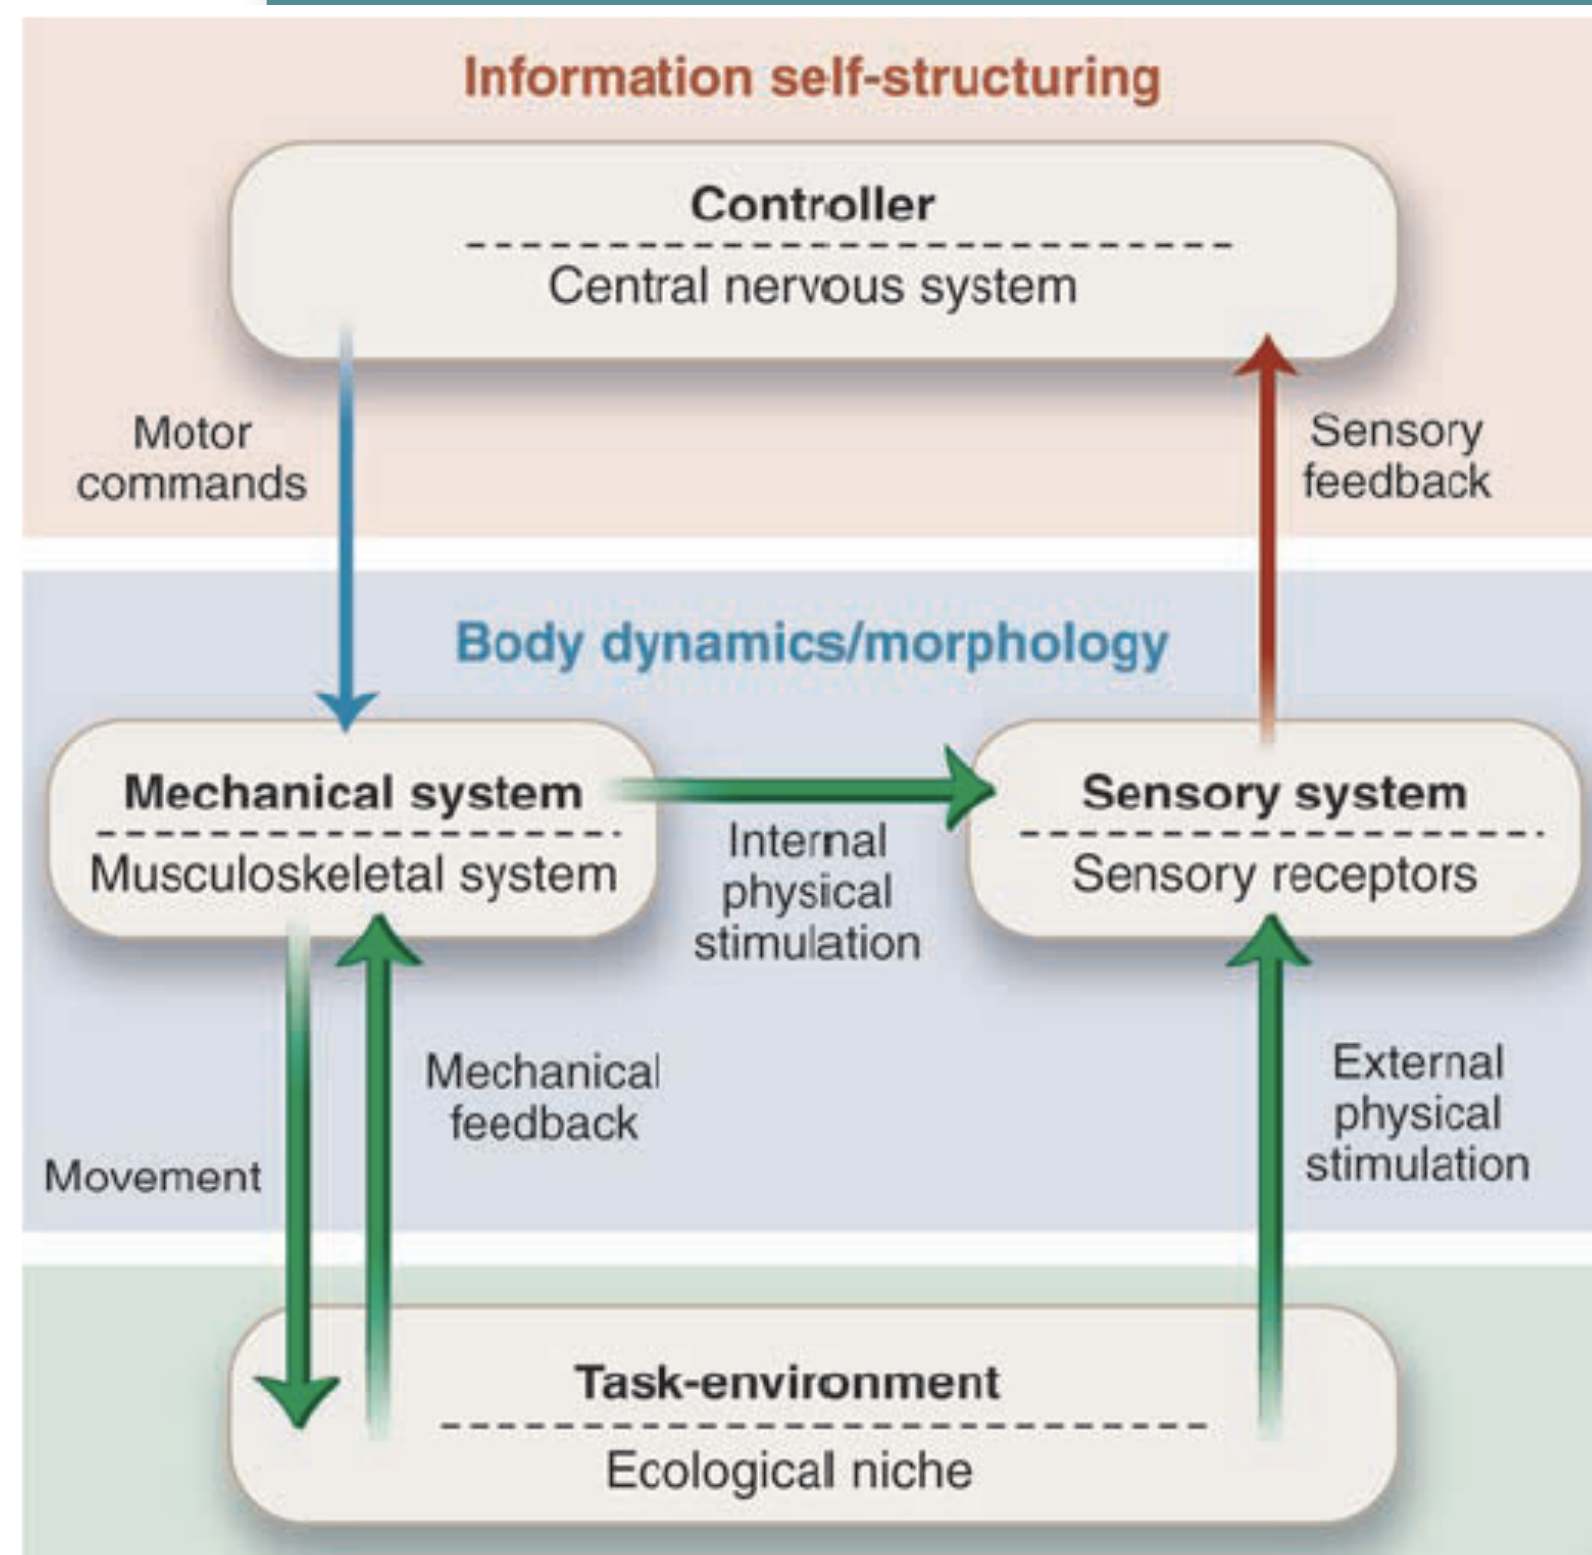 Information self-structuring
Controller
Central nervous system
Motor
commands
Sensory
feedback
Body dynamics/morphology
Mechanical system
Musculoskeletal system
Internal
physical
stimulation
Sensory system
Sensory receptors
Mechanical
feedback
Movement
External
physical
stimulation
Task-environment
Ecological niche